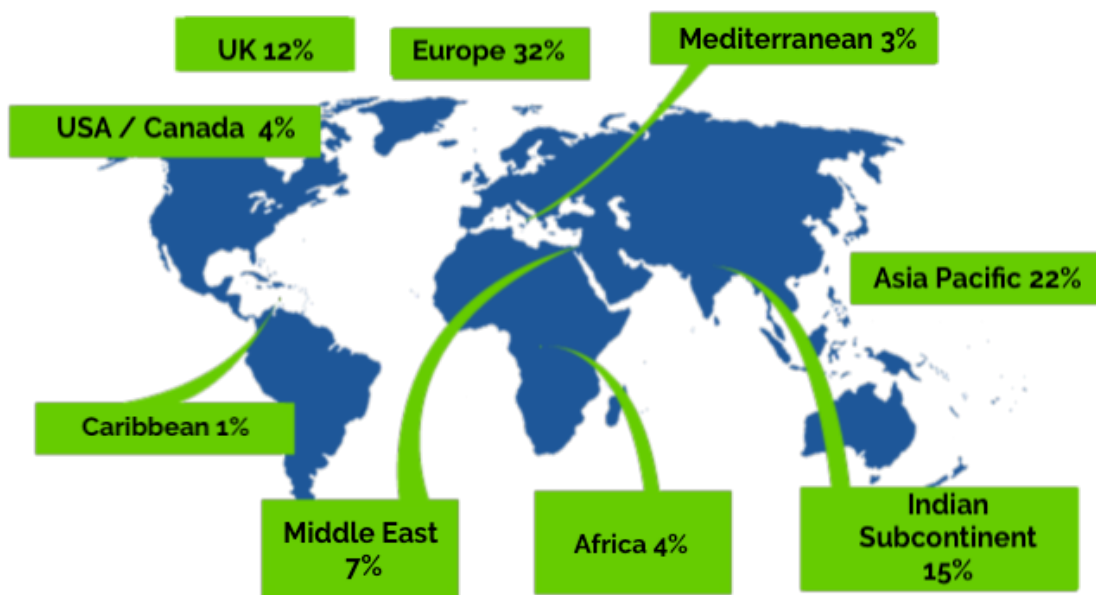 UK 12%
Europe 32%
Mediterranean 3%
USA / Canada 4%
Asia Pacific 22%
Caribbean 1%
Middle East
7%
Africa 4%
Indian
Subcontinent
15%